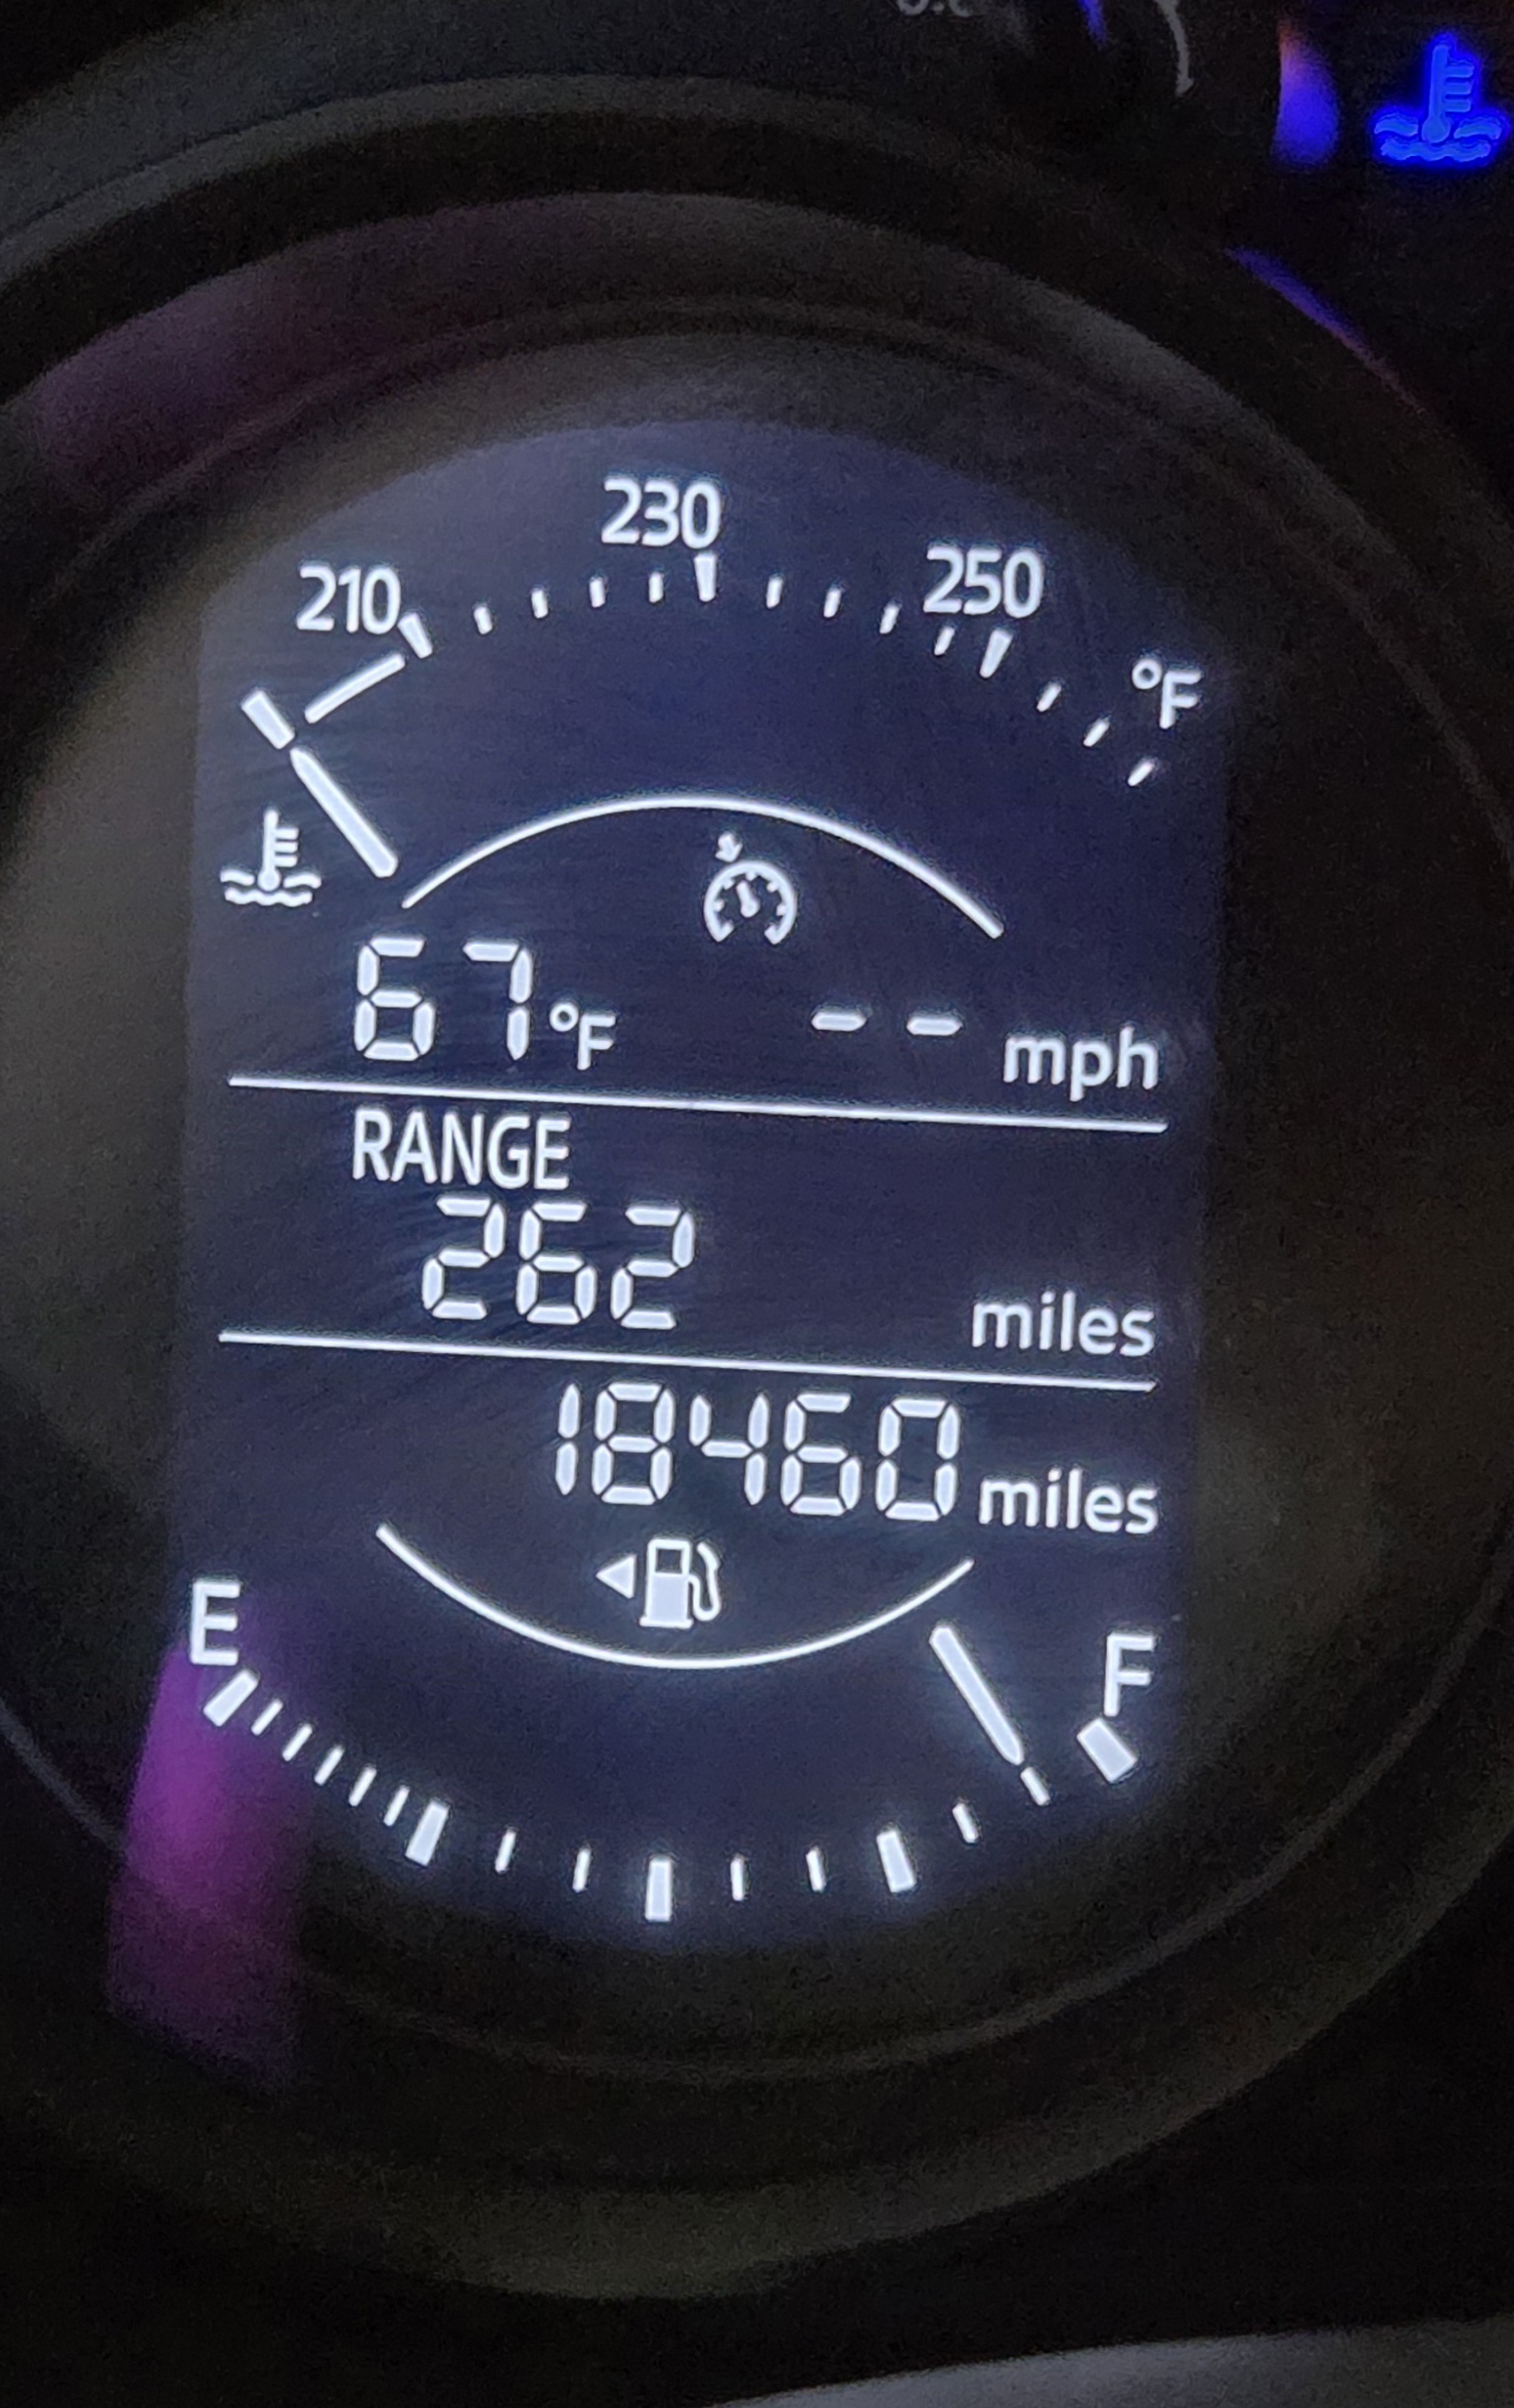 230
210 250
°F
67 °F -- mph
RANGE
262 miles
18460 miles
E F